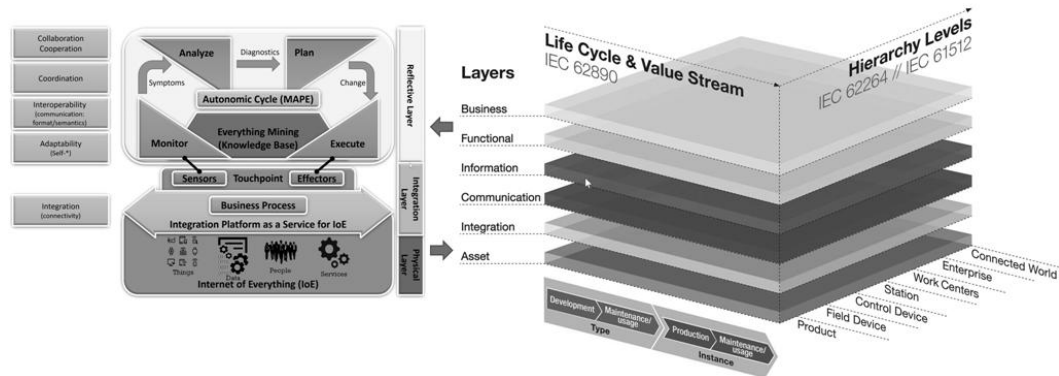 Collaboration
Cooperation
Coordination
Interoperability
(communication:
format/semantics)
Adaptability
(Self-*)
Integration
(connectivity)
Analyze
Diagnostics
Plan
Symptoms
Change
Autonomic Cycle (MAPE)
Everything Mining
(Knowledge Base)
Monitor
Execute
Sensors
Touchpoint
Effectors
Business Process
Integration Platform as a Service for IoE
Things
Data
People
Services
Internet of Everything (IoE)
Reflective Layer
Integration
Layer
Physical
Layer
Layers
Business
Functional
Information
Communication
Integration
Asset
Life Cycle & Value Stream
IEC 62890
Hierarchy Levels
IEC 62264 // IEC 61512
Connected World
Enterprise
Work Centers
Station
Control Device
Field Device
Product
Development
Maintenance/
usage
Type
Production
Maintenance/
usage
Instance